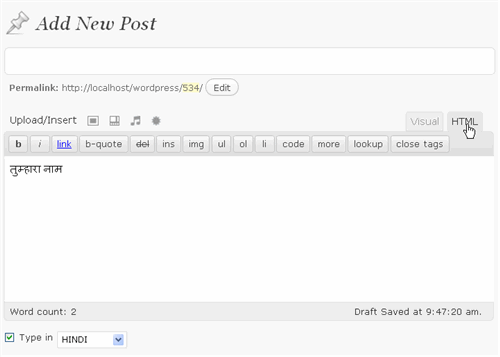 Add New Post
Permalink: http://localhost/wordpress/534/ Edit
Upload/Insert Visual HTML
b i link b-quote del ins img ul ol li code more lookup close tags
तुम्हारा नाम
Word count: 2 Draft Saved at 9:47:20 am.
Type in HINDI